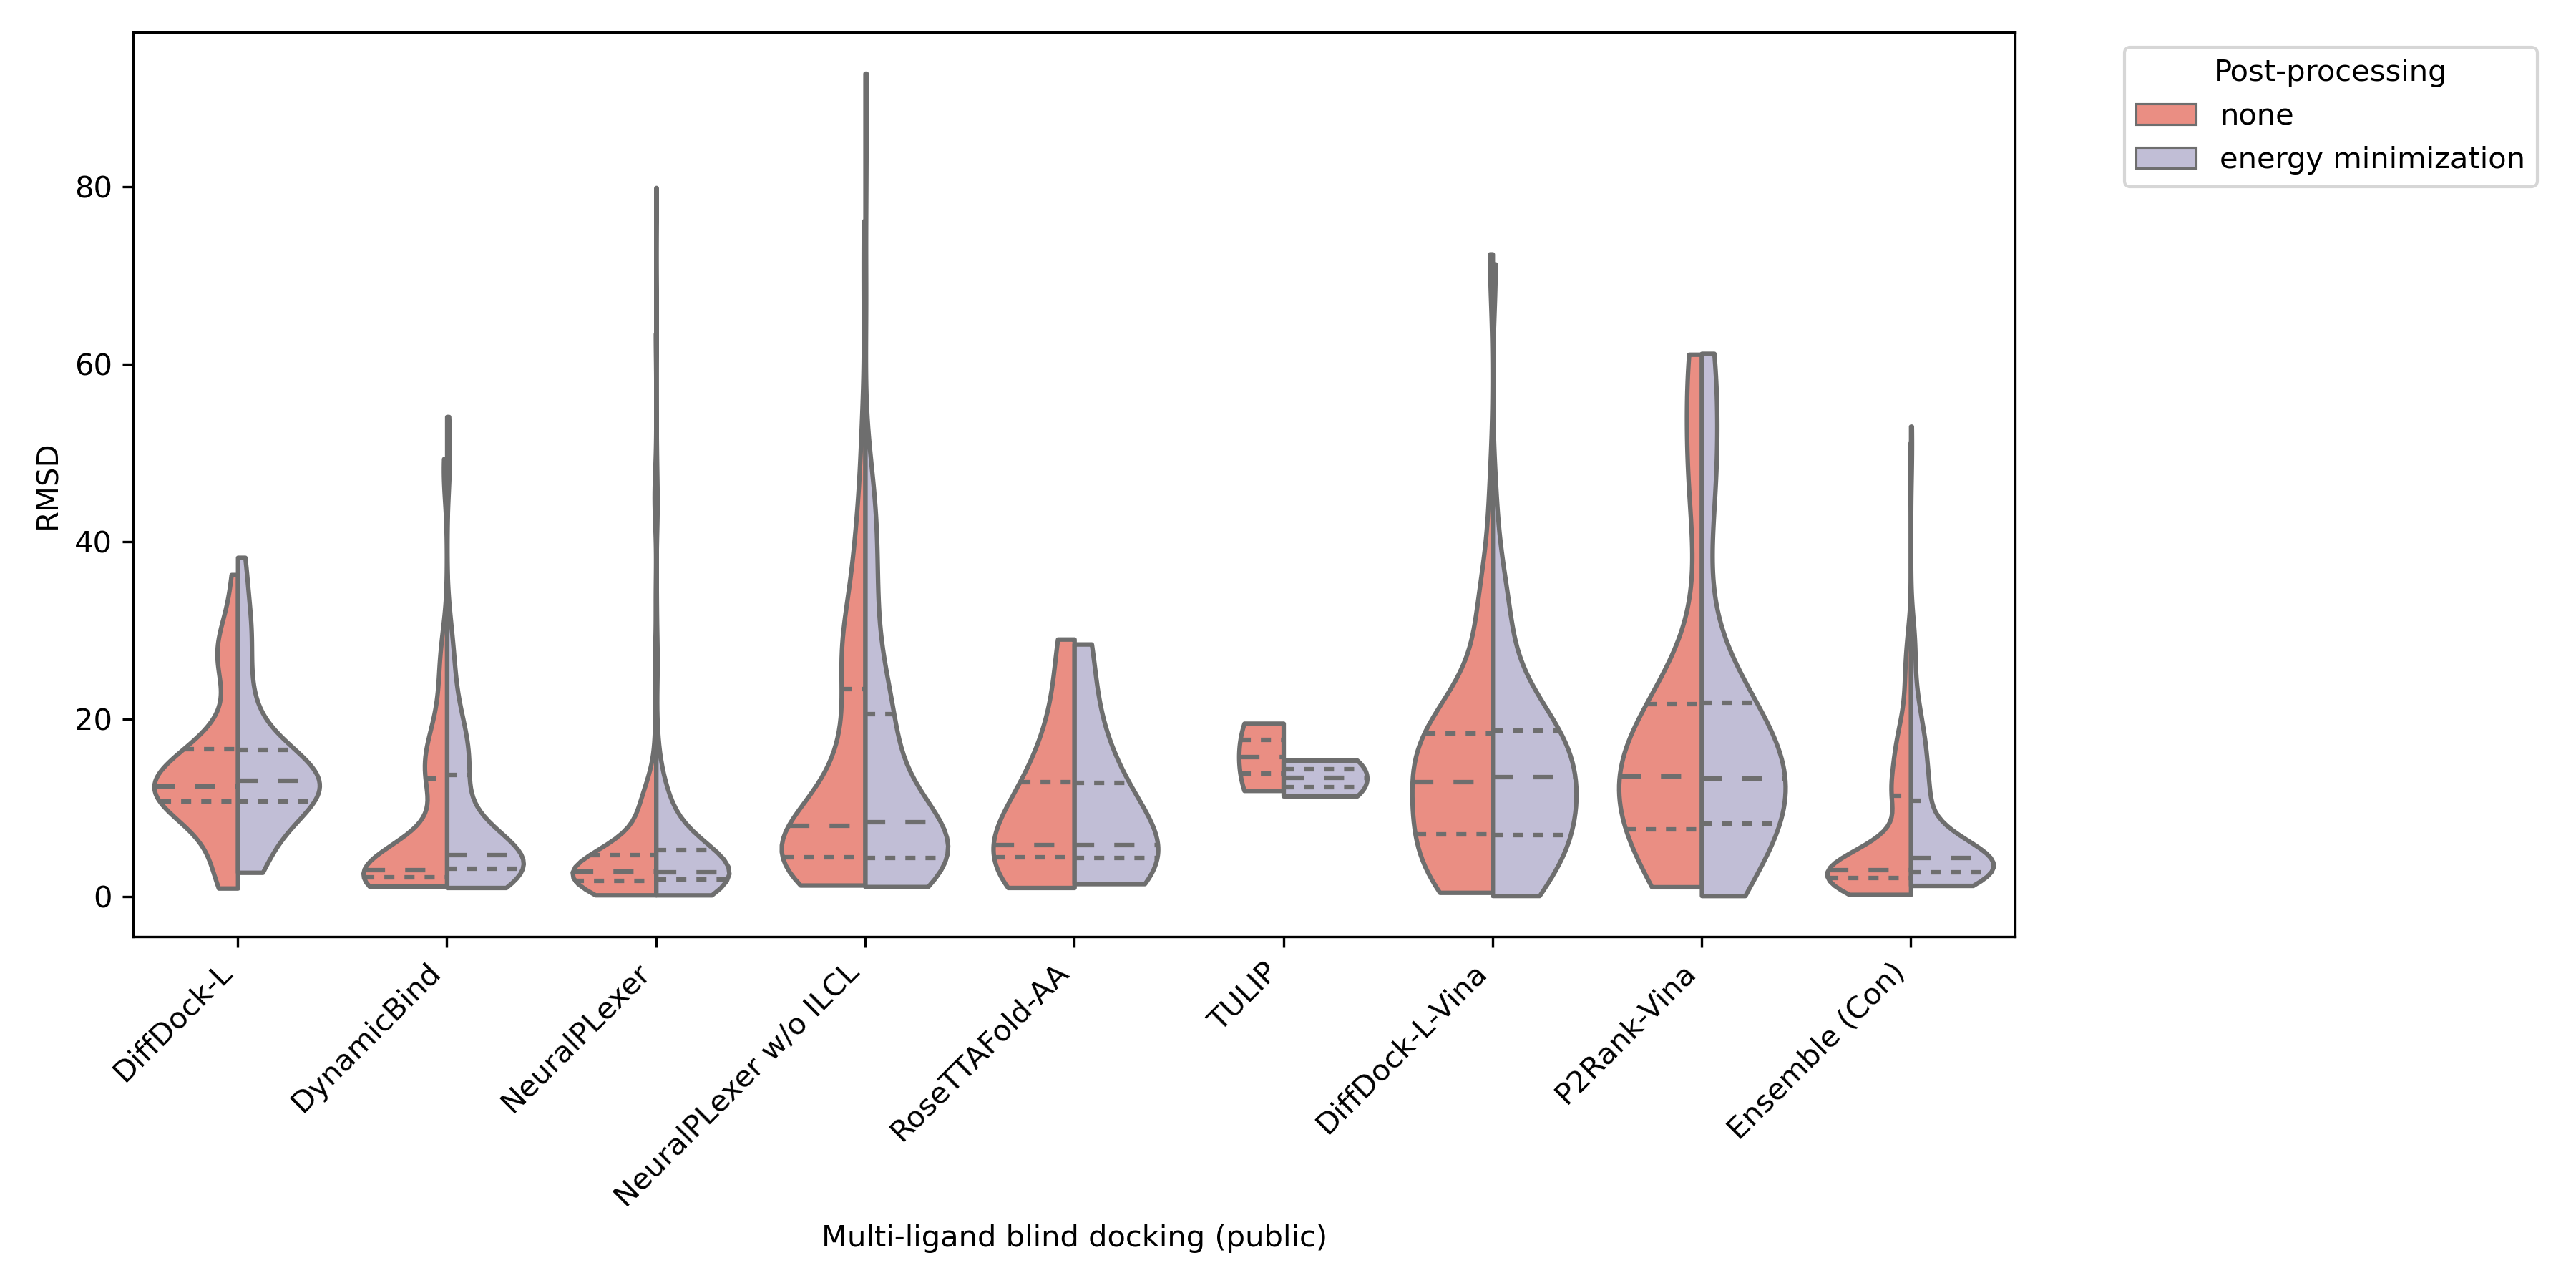 Post-processing
none
energy minimization
RMSD
80
60
40
20
0
DiffDock-L
DynamicBind
NeuralPLexer
NeuralPLexer w/o ILCL
RoseTTAFold-AA
TULIP
DiffDock-L-Vina
P2Rank-Vina
Ensemble (Con)
Multi-ligand blind docking (public)